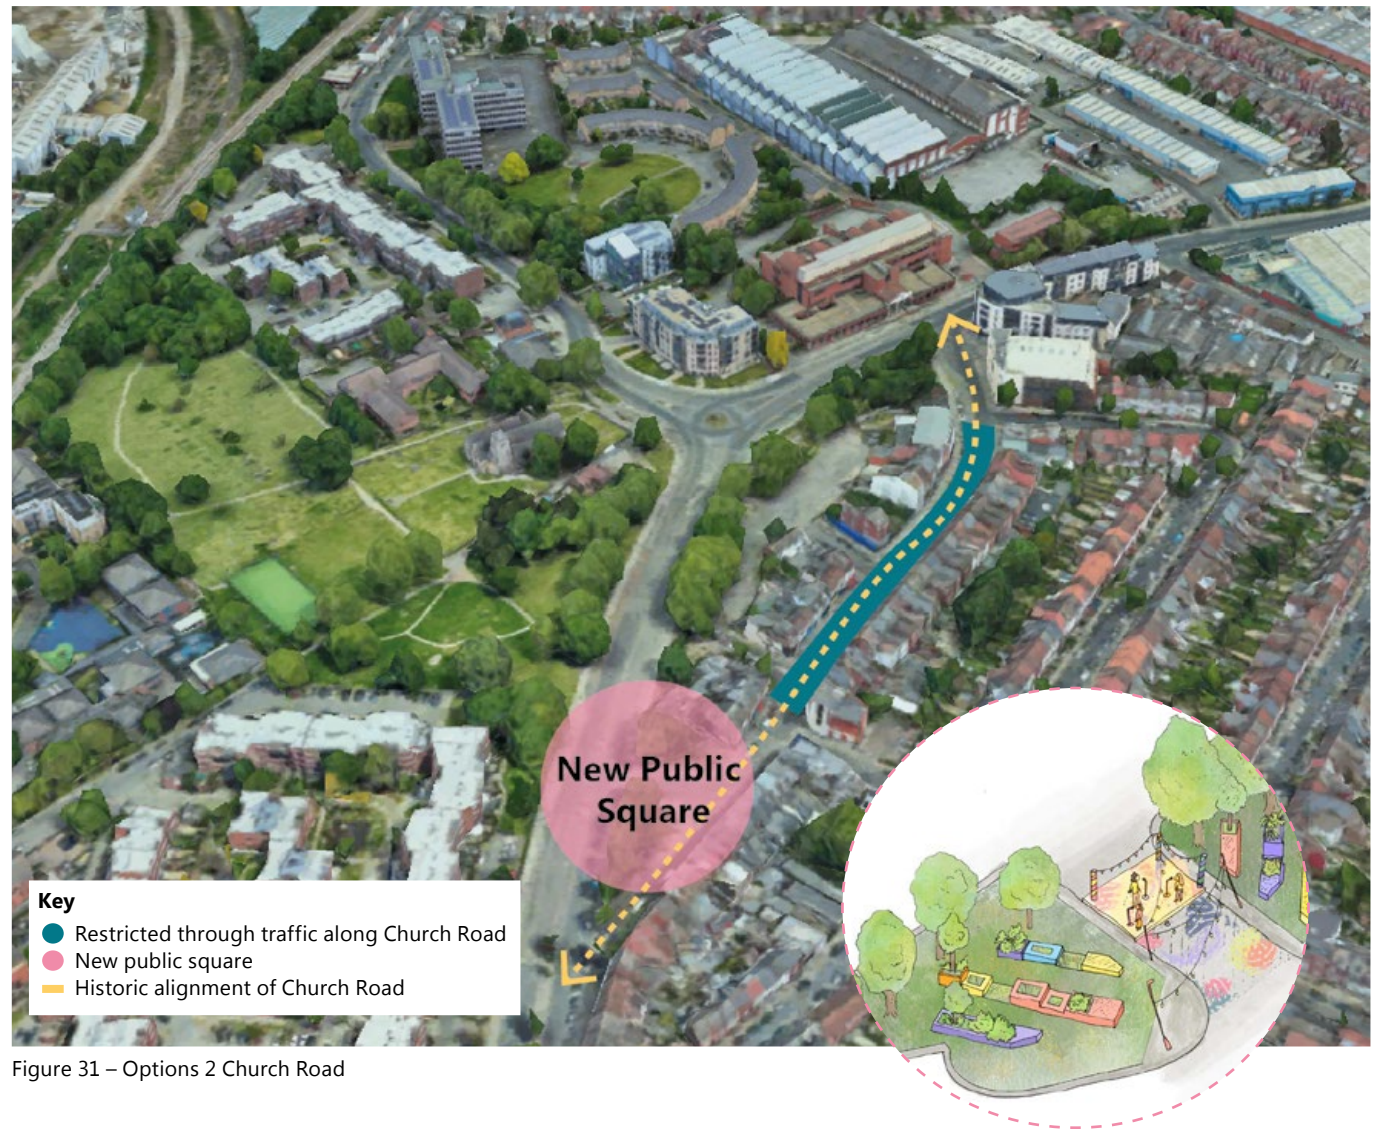 New Public
Square
Key
Restricted through traffic along Church Road
New public square
Historic alignment of Church Road
Figure 31 – Options 2 Church Road